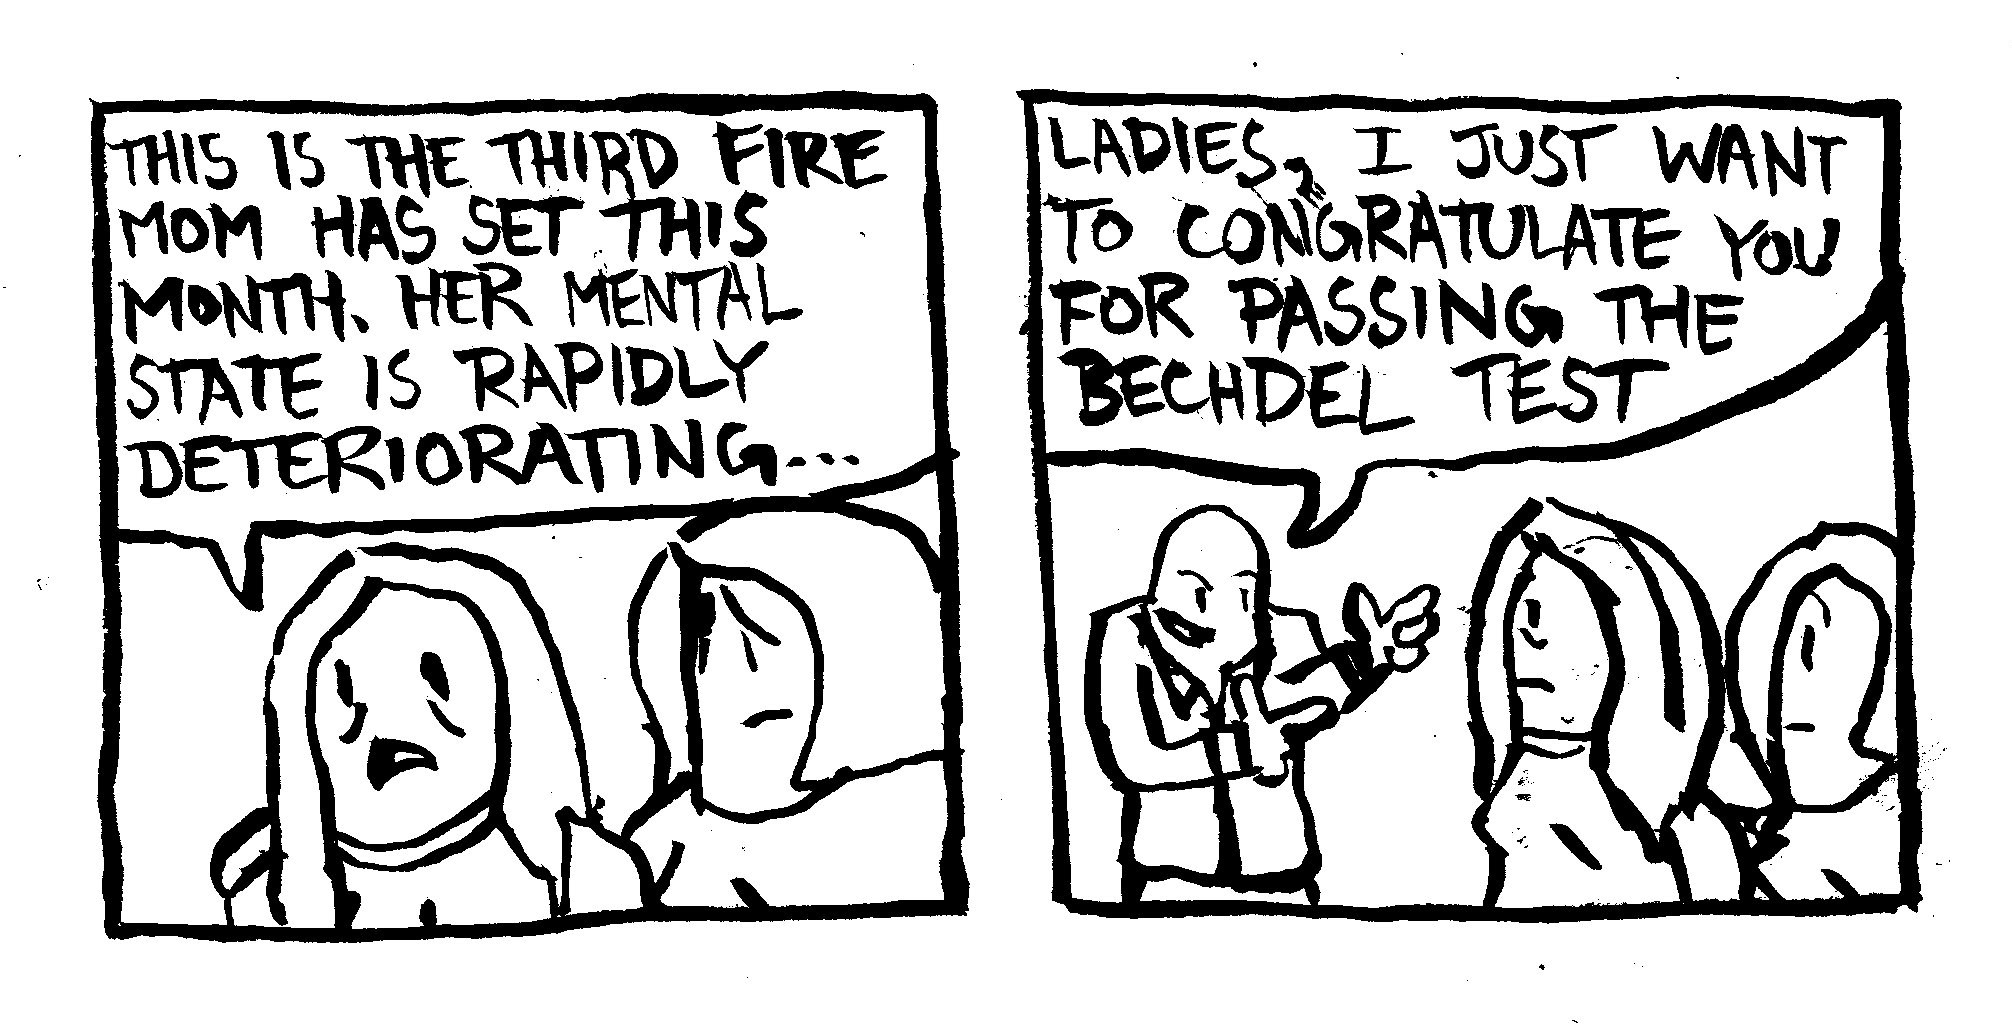 THIS IS THE THIRD FIRE
MOM HAS SET THIS
MONTH. HER MENTAL
STATE IS RAPIDLY
DETERIORATING...
LADIES, I JUST WANT
TO CONGRATULATE YOU
FOR PASSING THE
BECHDEL TEST